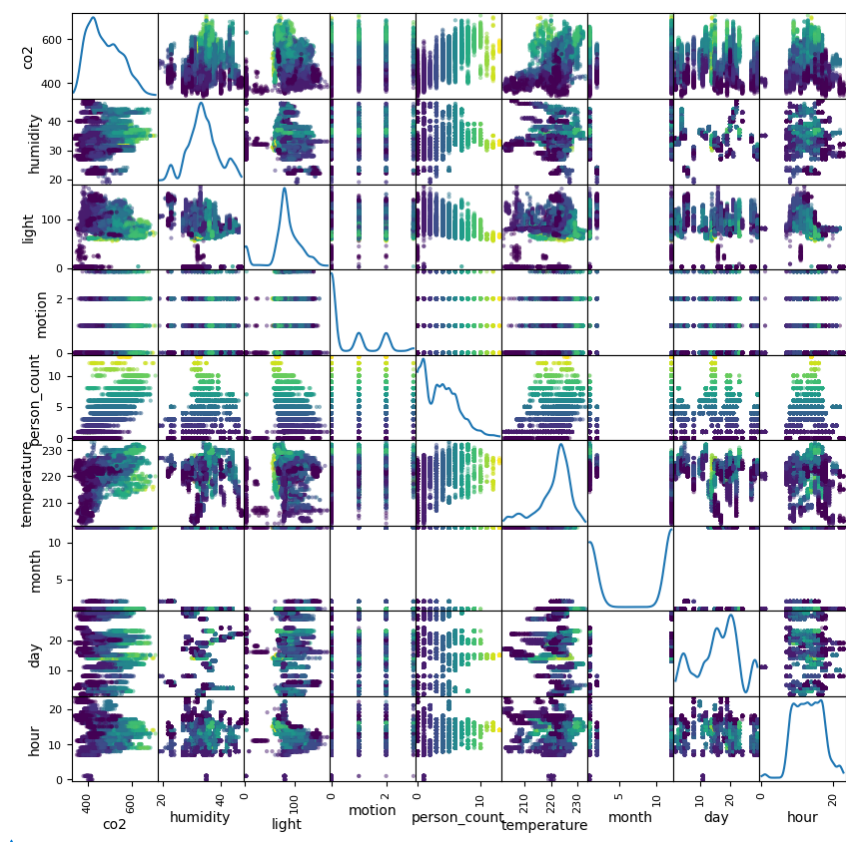 600
400
co2
40
30
20
humidity
100
0
light
2
0
motion
10
5
0
person_count
230
220
210
temperature
10
5
month
20
10
day
20
10
0
hour
400 600 20 40 0 100 0 2 0 10 210 220 230 5 10 10 20 0 20
co2 humidity light motion person_count temperature month day hour